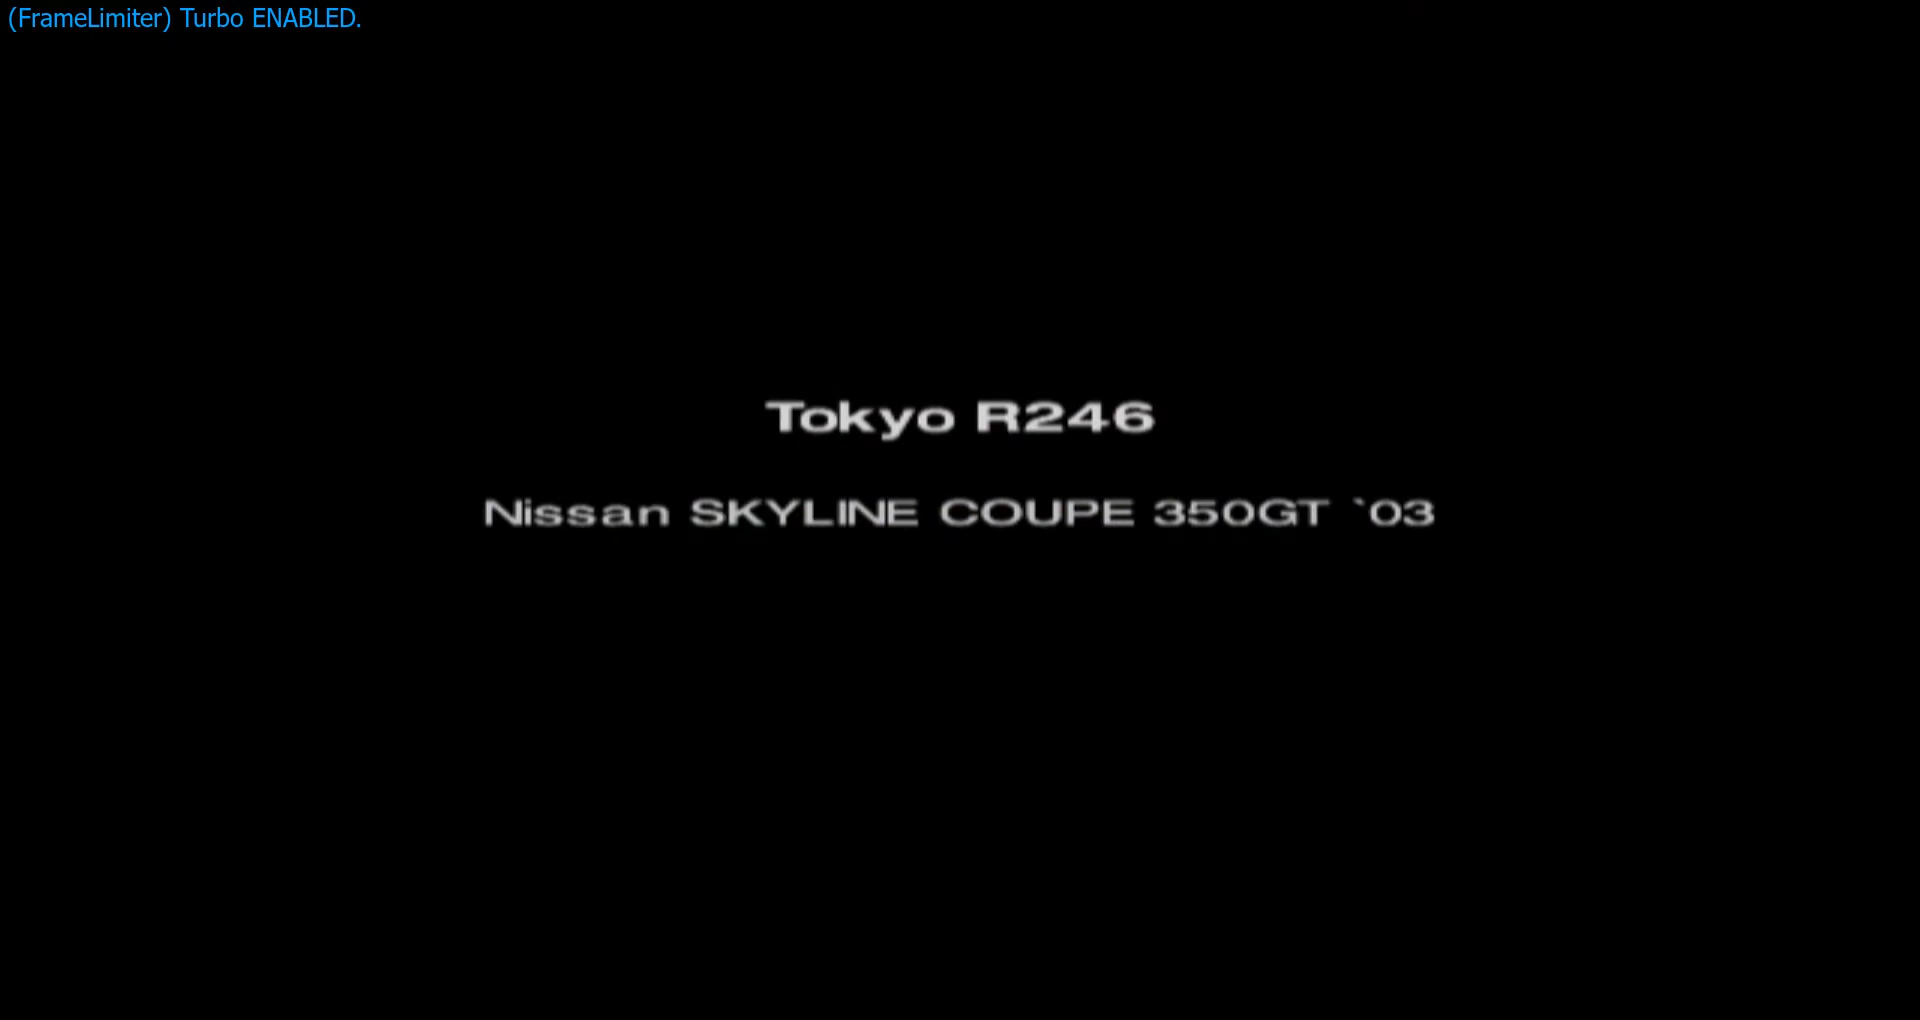 (FrameLimiter) Turbo ENABLED.
Tokyo R246
Nissan SKYLINE COUPE 350GT `03